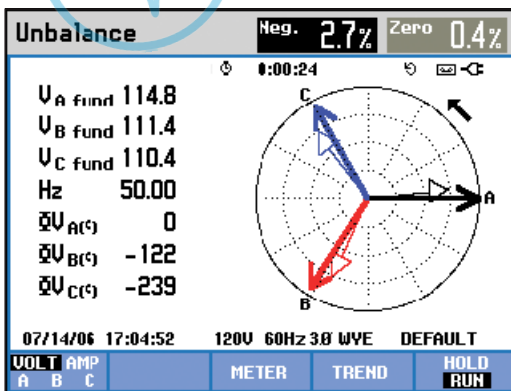 Unbalance Neg. 2.7% Zero 0.4%
0:00:24
V A fund 114.8
V B fund 111.4
V C fund 110.4
Hz 50.00
ΦV A(°) 0
ΦV B(°) -122
ΦV C(°) -239
C
A
B
07/14/06 17:04:52 120V 60Hz 3Ø WYE DEFAULT
VOLT AMP
A B C
METER
TREND
HOLD
RUN